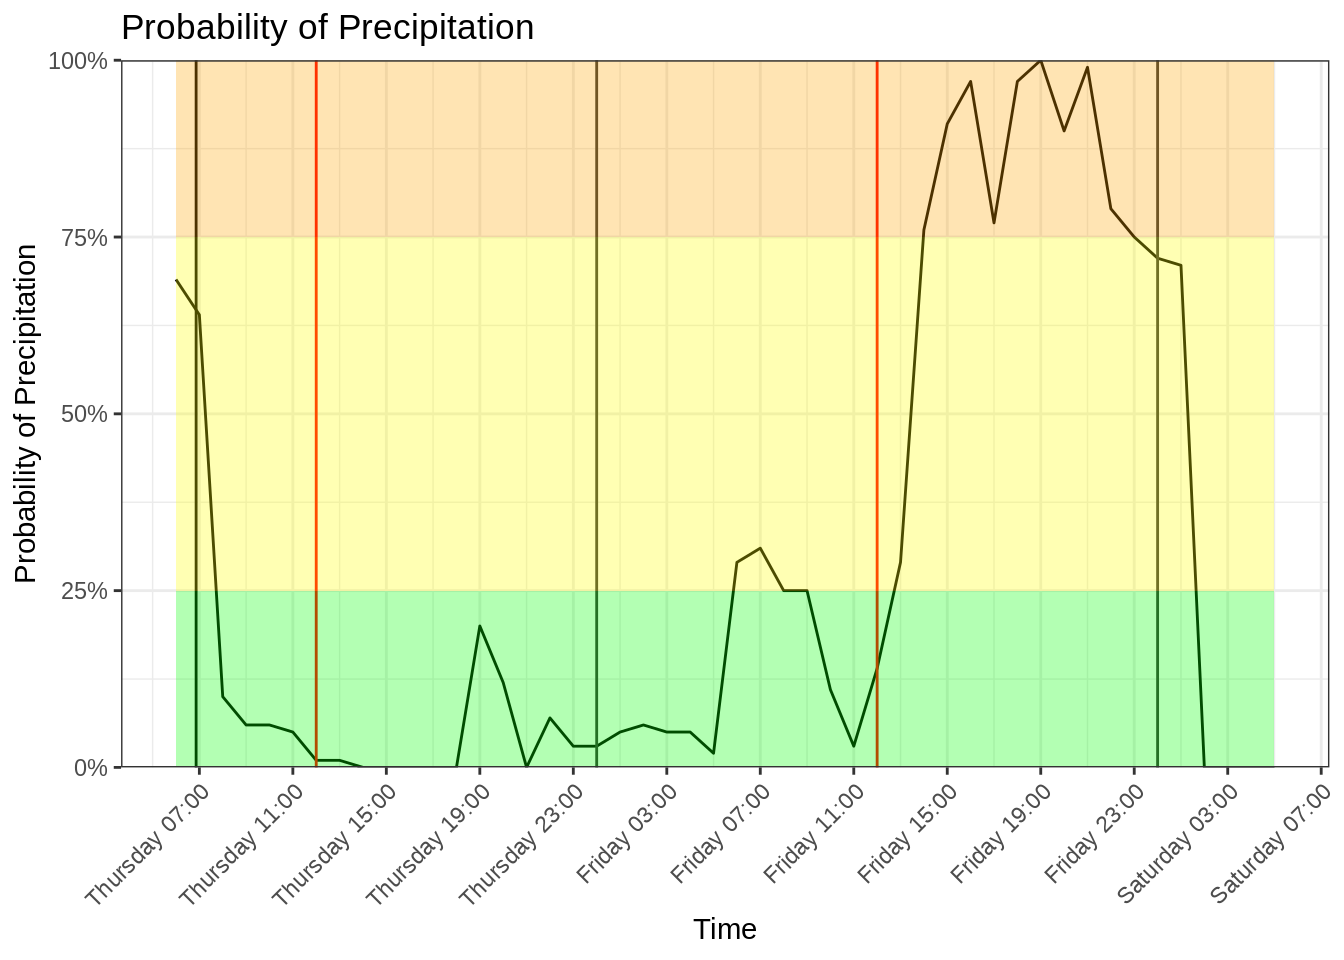 Probability of Precipitation
Probability of Precipitation
100%
75%
50%
25%
0%
Thursday 07:00
Thursday 11:00
Thursday 15:00
Thursday 19:00
Thursday 23:00
Friday 03:00
Friday 07:00
Friday 11:00
Friday 15:00
Friday 19:00
Friday 23:00
Saturday 03:00
Saturday 07:00
Time